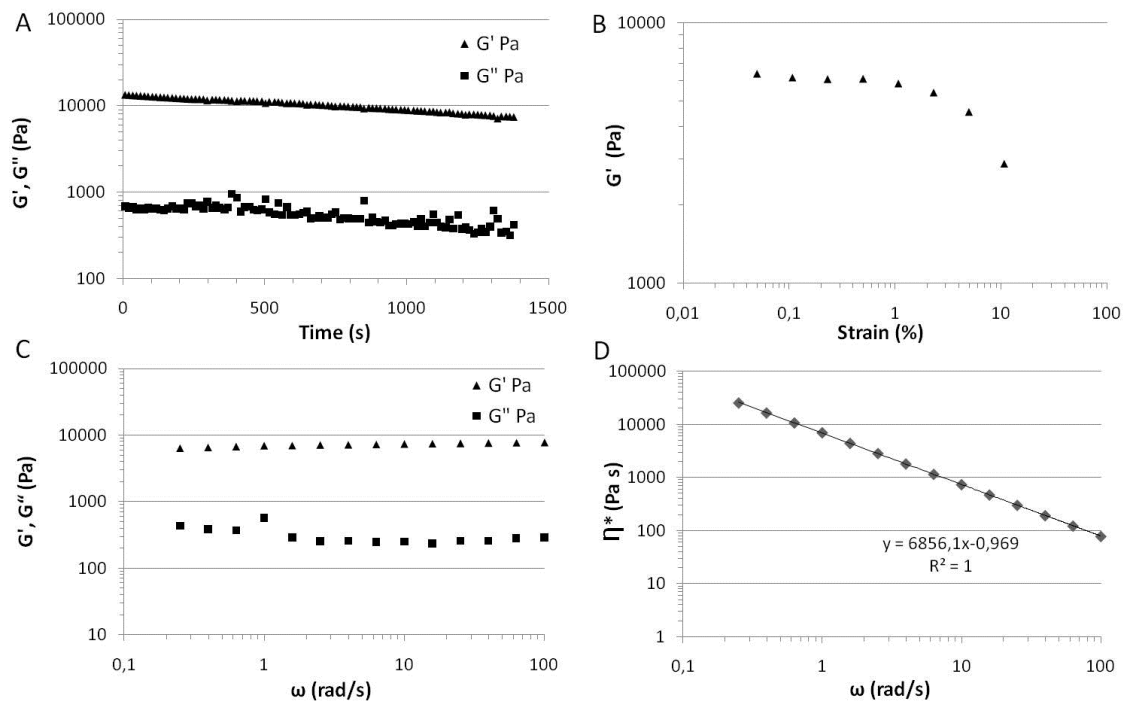 A
100000
10000
1000
100
G', G" (Pa)
G' Pa
G" Pa
0
500
1000
1500
Time (s)
B
10000
1000
G' (Pa)
0,01
0,1
1
10
100
Strain (%)
C
100000
10000
1000
100
10
G', G“ (Pa)
G' Pa
G" Pa
0,1
1
10
100
ω (rad/s)
D
100000
10000
1000
100
10
1
η* (Pa s)
y = 6856,1x-0,969
R² = 1
0,1
1
10
100
ω (rad/s)